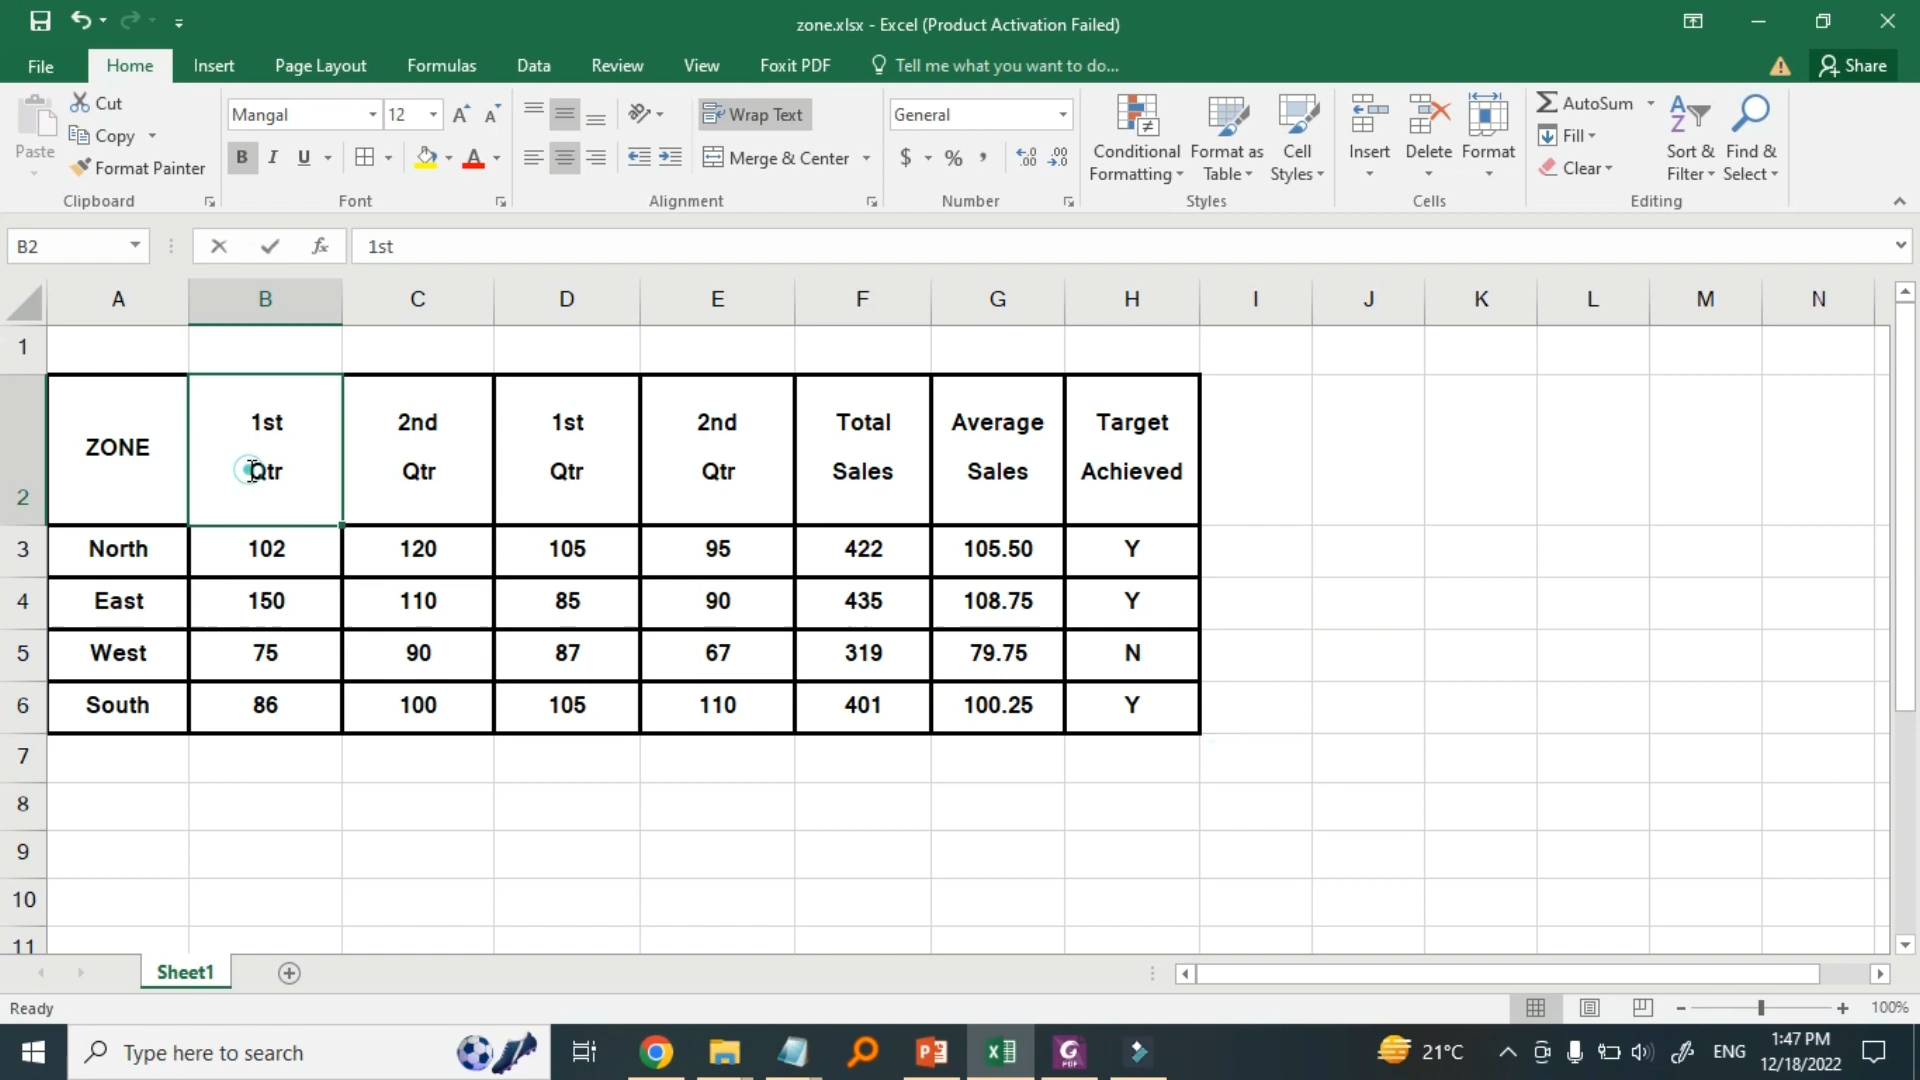 zone.xlsx - Excel (Product Activation Failed)
File Home Insert Page Layout Formulas Data Review View Foxit PDF Tell me what you want to do... Share
Paste
Cut
Copy
Format Painter
Clipboard
Mangal 12
B I U
Font
Wrap Text
Merge & Center
Alignment
General
$ % ,
Number
Conditional Formatting
Format as Table
Cell Styles
Styles
Insert Delete Format
Cells
AutoSum
Fill
Clear
Sort & Filter
Find & Select
Editing
B2 fx 1st
A B C D E F G H I J K L M N
1
2 ZONE 1st Qtr 2nd Qtr 1st Qtr 2nd Qtr Total Sales Average Sales Target Achieved
3 North 102 120 105 95 422 105.50 Y
4 East 150 110 85 90 435 108.75 Y
5 West 75 90 87 67 319 79.75 N
6 South 86 100 105 110 401 100.25 Y
7
8
9
10
11
Sheet1
Ready 100%
Type here to search 21°C ENG 1:47 PM
12/18/2022